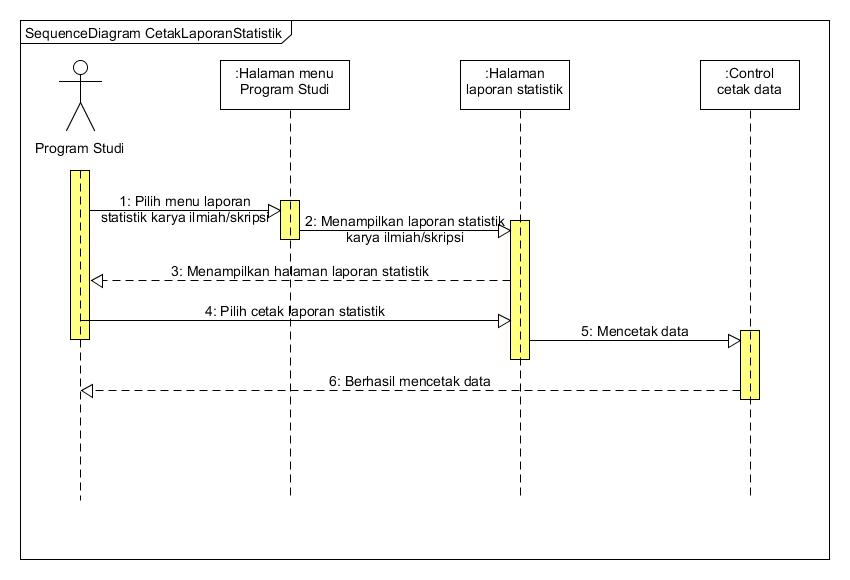 SequenceDiagram CetakLaporanStatistik
:Halaman menu
Program Studi
:Halaman
laporan statistik
:Control
cetak data
Program Studi
1: Pilih menu laporan
statistik karya ilmiah/skripsi
2: Menampilkan laporan statistik
karya ilmiah/skripsi
3: Menampilkan halaman laporan statistik
4: Pilih cetak laporan statistik
5: Mencetak data
6: Berhasil mencetak data